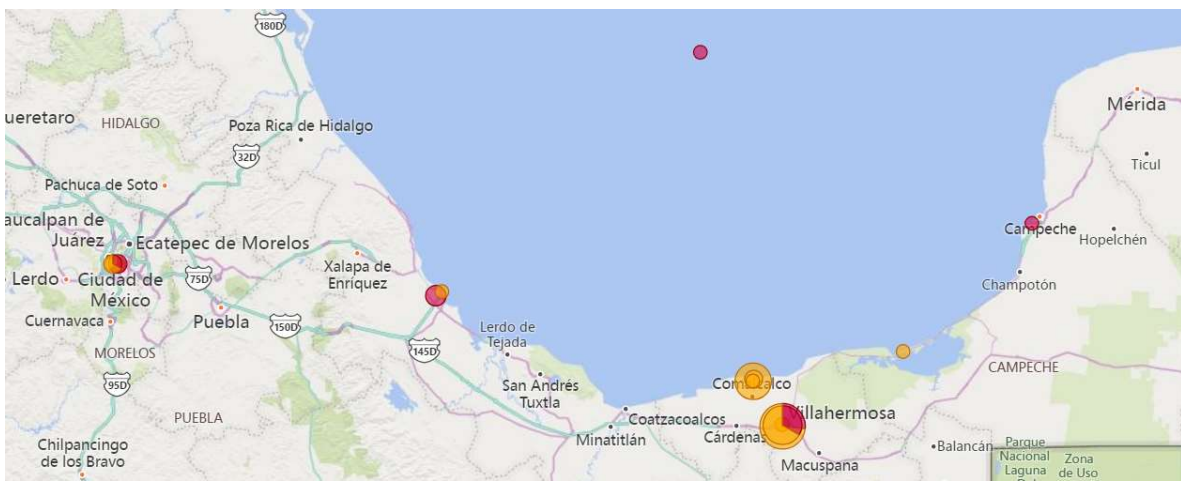 180D
Mérida
ueretaro
HIDALGO
Poza Rica de Hidalgo
32D
Ticul
Pachuca de Soto
aucalpan de
Juárez
Ecatepec de Morelos
Campeche
Hopelchén
Xalapa de
Enríquez
Lerdo
Ciudad de
México
75D
Champotón
Cuernavaca
Puebla
150D
Lerdo de
Tejada
145D
MORELOS
CAMPECHE
95D
San Andrés
Tuxtla
Comalcalco
PUEBLA
Coatzacoalcos
Villahermosa
Minatitlán
Cárdenas
Balancán
Chilpancingo
de los Bravo
Macuspana
Parque
Nacional
Laguna
Zona
de Uso